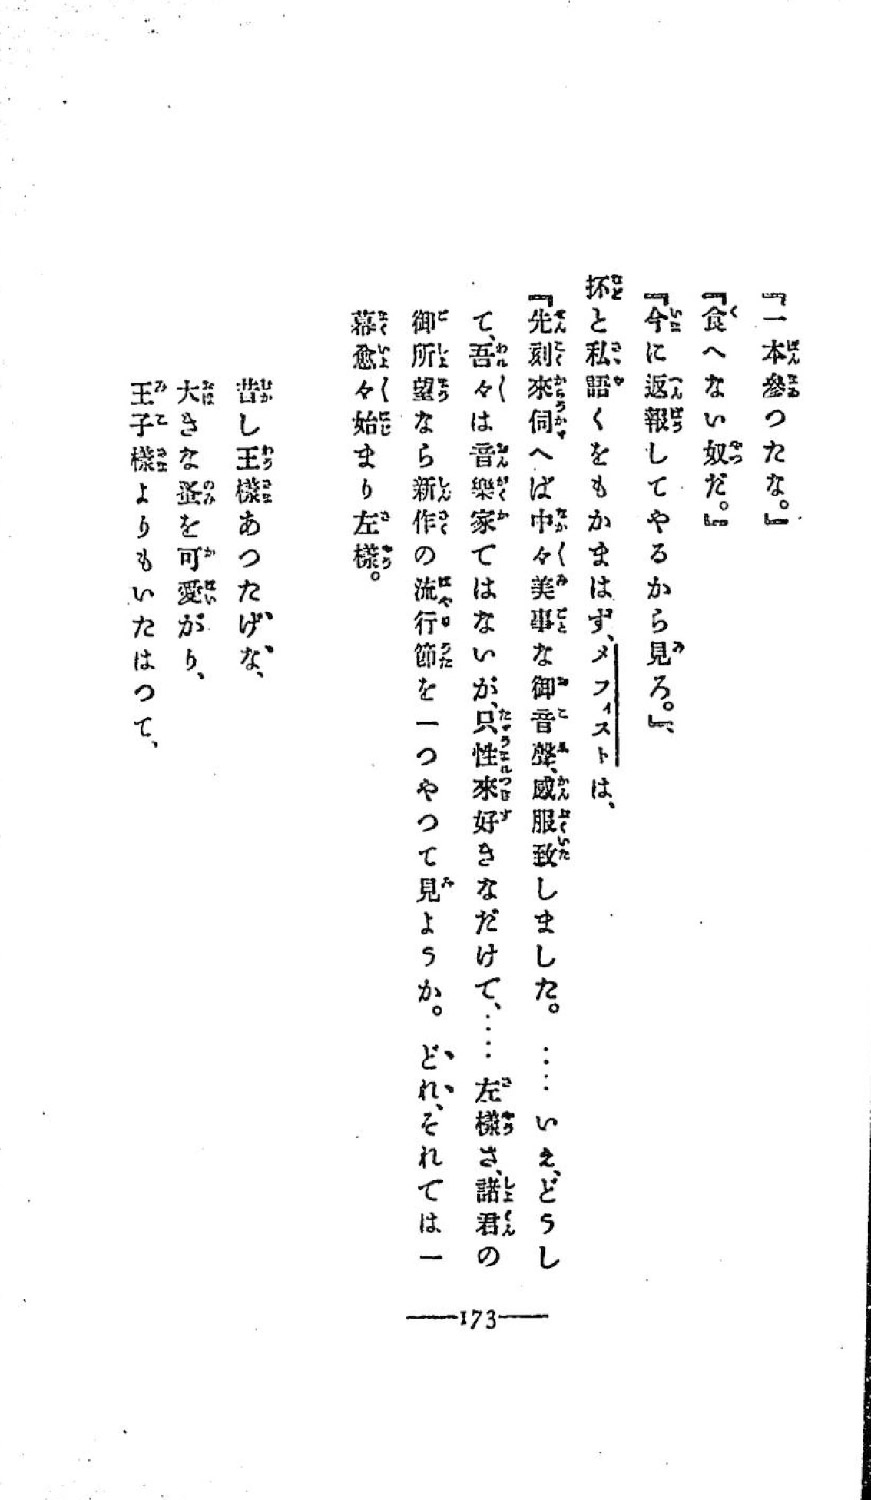 『一本參つたな。』
『食へない奴だ。』
『今に返報してやるから見ろ。』、
抔と私語くをもかまはず、メフィストは、
『先刻來伺へば中々美事な御音聲、感服致しました。……いえ、どうし
て、吾々は音樂家てはないが、只性來好きなだけて、……左樣さ、諸君の
御所望なら新作の流行節を一つやつて見ようか。どれ、それては一
幕愈々始まり左樣。
昔し王樣あつたげな、
大きな蚤を可愛がり、
王子樣よりもいたはつて、
173